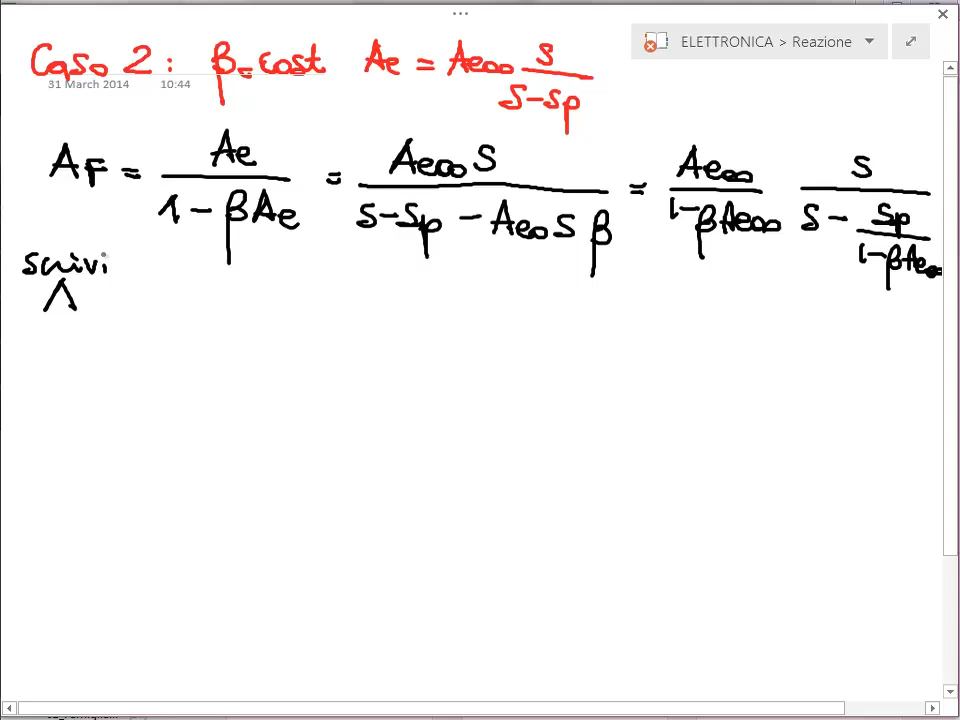 ELETTRONICA > Reazione
Caso 2: β=cost Ae = Ae∞ s/(s-sp)
31 March 2014 10:44
AF = Ae/(1-βAe) = Ae∞s/(s-sp - Ae∞sβ) = Ae∞/(1-βAe∞) s/(s - sp/(1-βAe∞))
scrivi